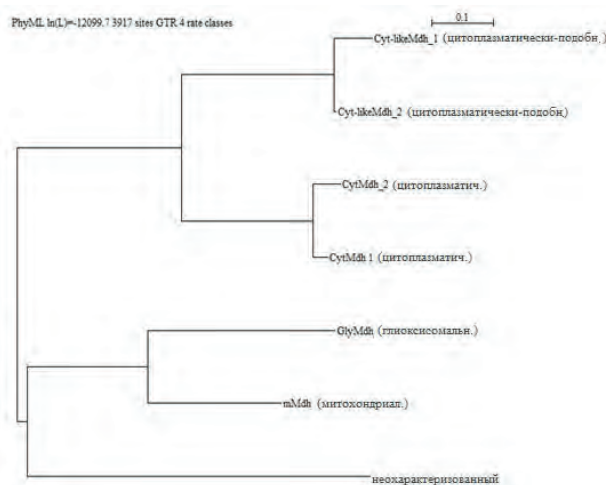 PhyML ln(L)=-12099.7 3917 sites GTR 4 rate classes
0.1
Cyt-likeMdh_1 (цитоплазматически-подобн.)
Cyt-likeMdh_2 (цитоплазматически-подобн.)
CytMdh_2 (цитоплазматич.)
CytMdh 1 (цитоплазматич.)
GlyMdh (глиоксисомальн.)
mMdh (митохондриал.)
неохарактеризованный